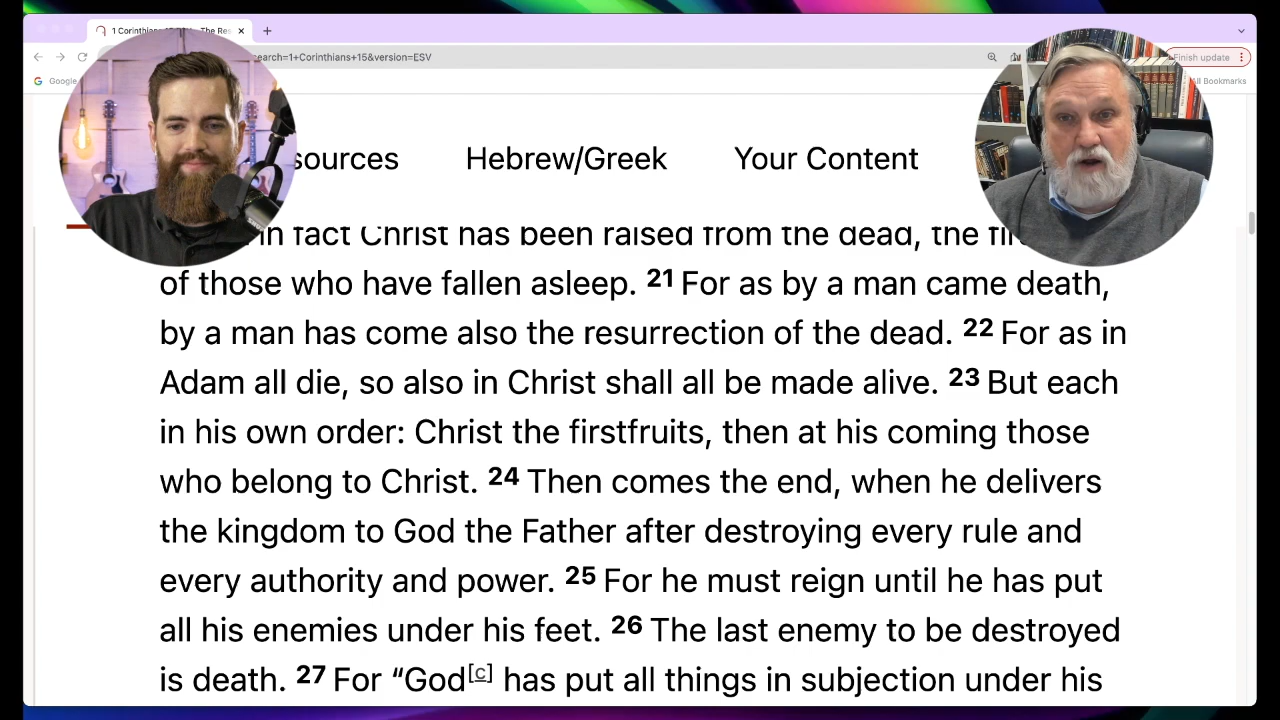 1 Corinthi The Res
earch=1+Corinthians+15&version=ESV
Finish update
Google
All Bookmarks
sources Hebrew/Greek Your Content
in fact Christ has been raised from the dead, the
of those who have fallen asleep. 21 For as by a man came death,
by a man has come also the resurrection of the dead. 22 For as in
Adam all die, so also in Christ shall all be made alive. 23 But each
in his own order: Christ the firstfruits, then at his coming those
who belong to Christ. 24 Then comes the end, when he delivers
the kingdom to God the Father after destroying every rule and
every authority and power. 25 For he must reign until he has put
all his enemies under his feet. 26 The last enemy to be destroyed
is death. 27 For “God[c] has put all things in subjection under his